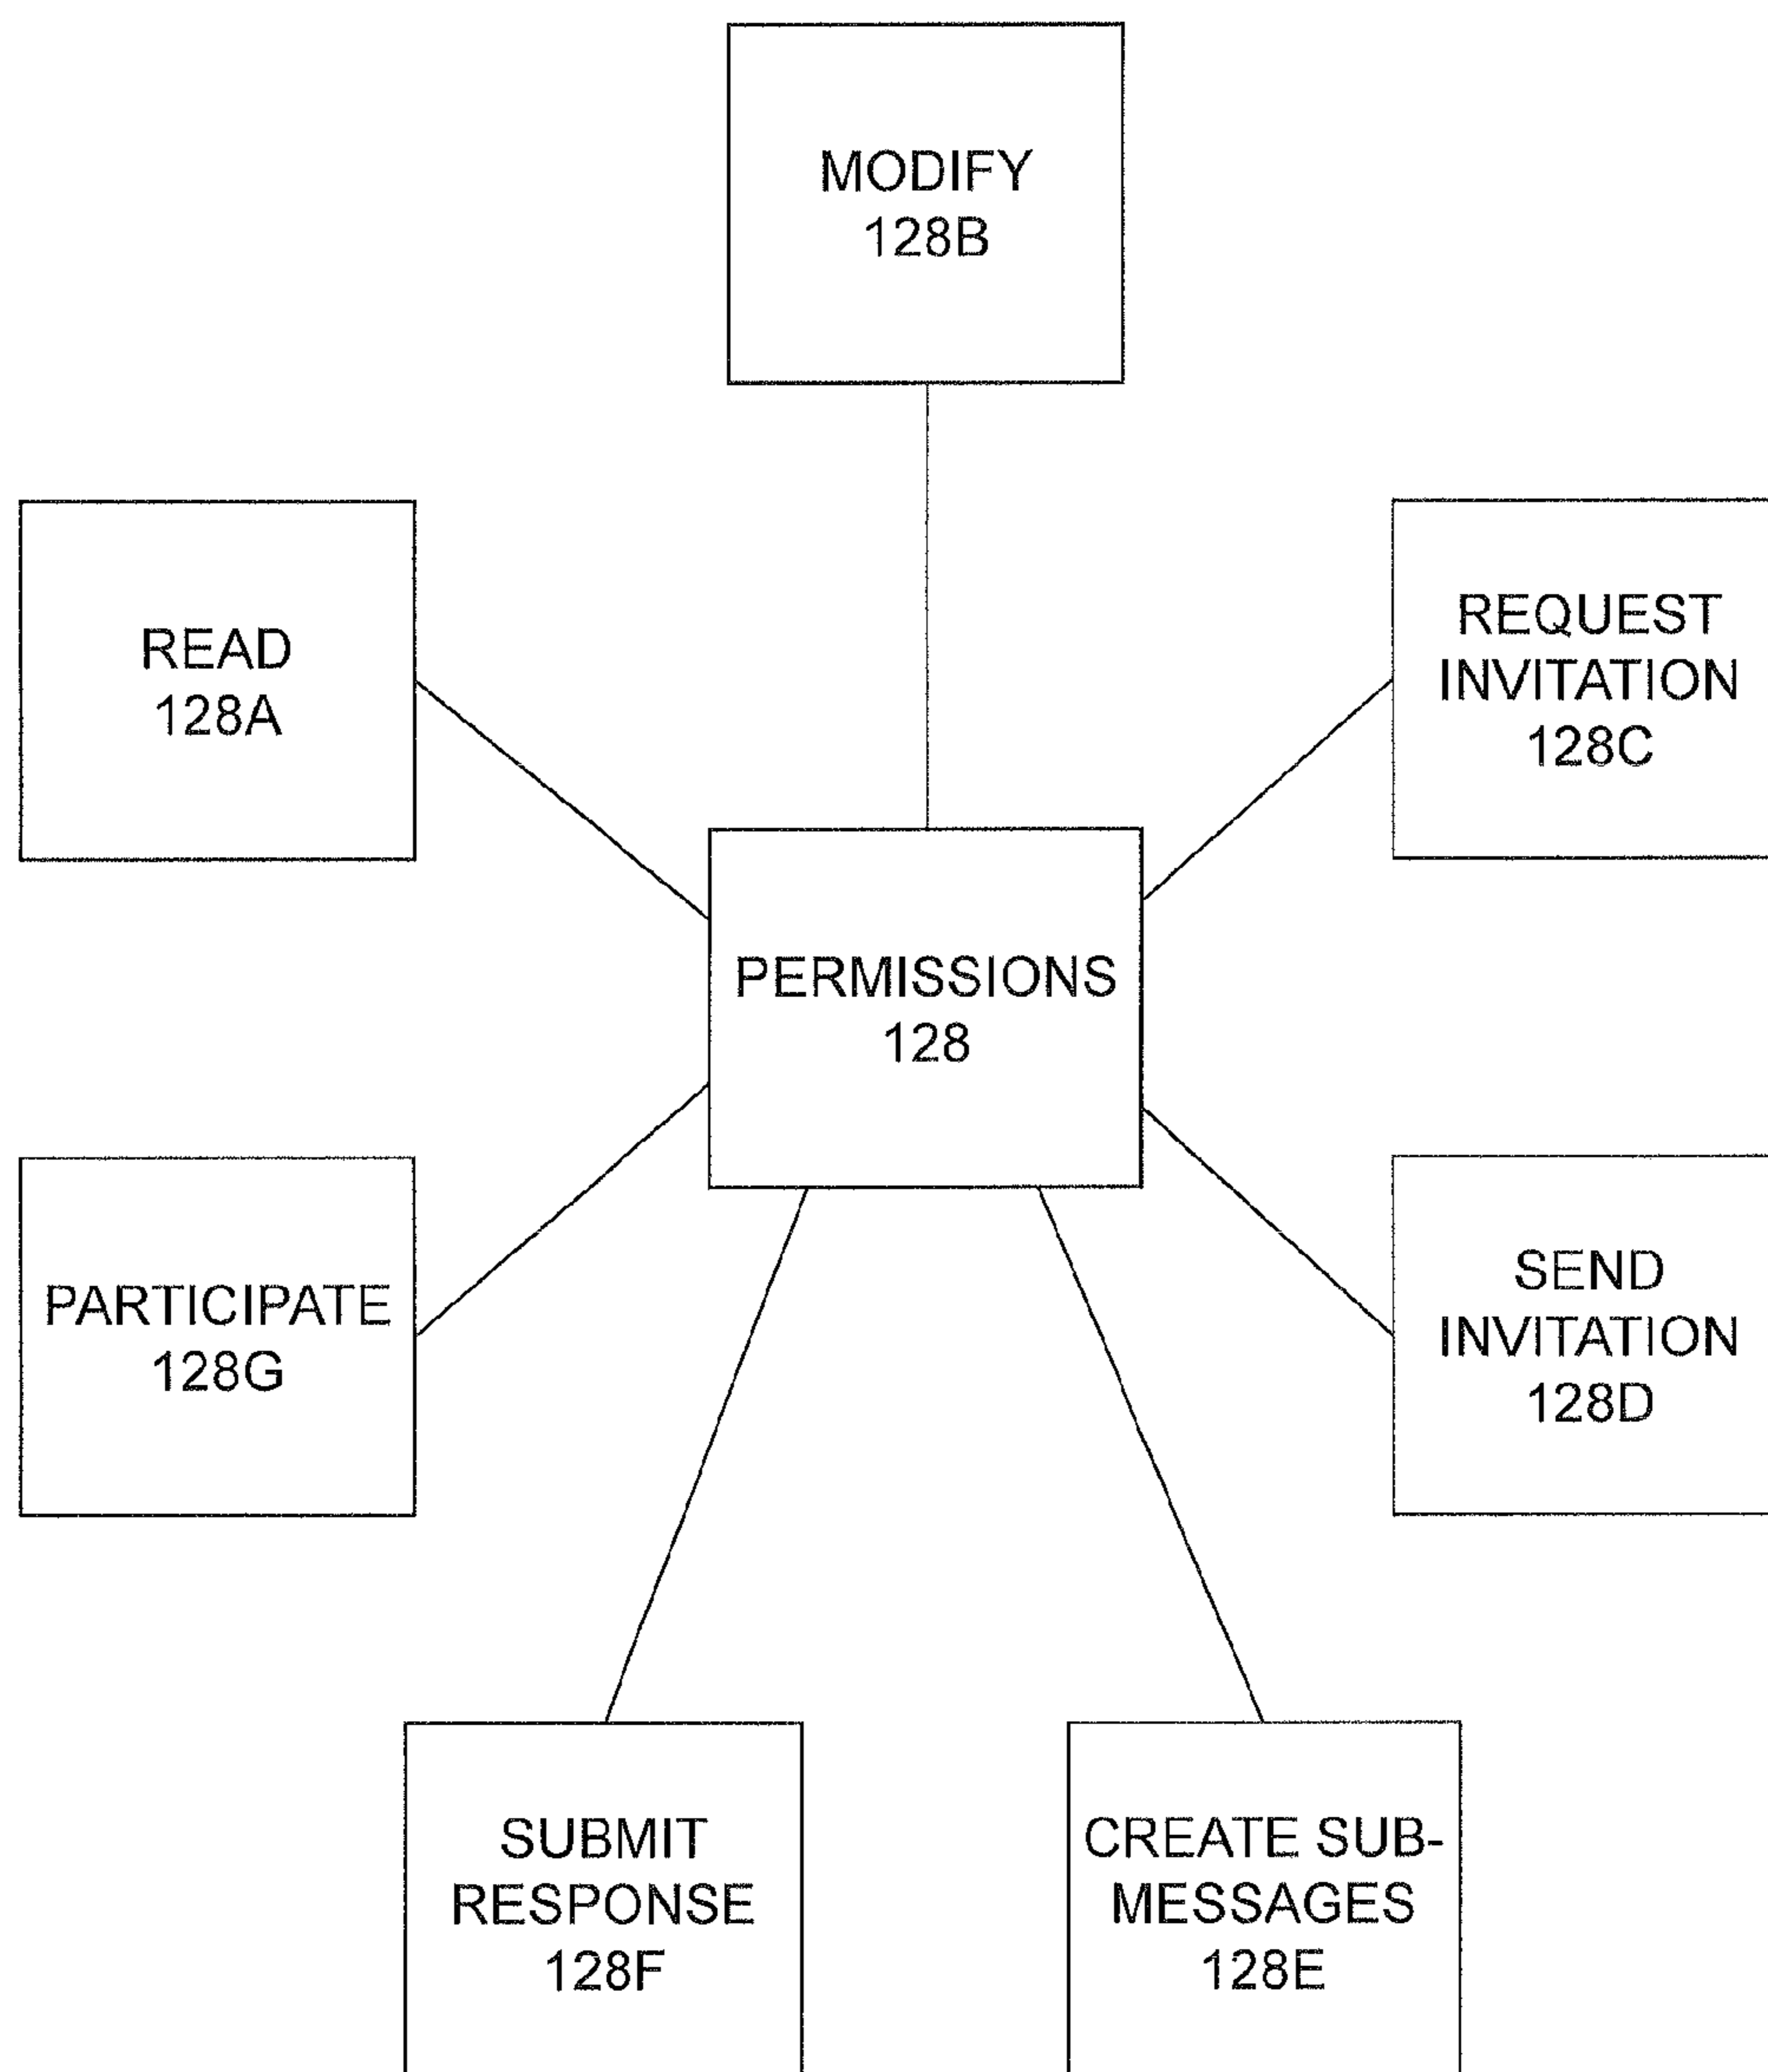 MODIFY
128B
READ
128A
REQUEST
INVITATION
128C
PERMISSIONS
128
PARTICIPATE
128G
SEND
INVITATION
128D
SUBMIT
RESPONSE
128F
CREATE SUB-
MESSAGES
128E